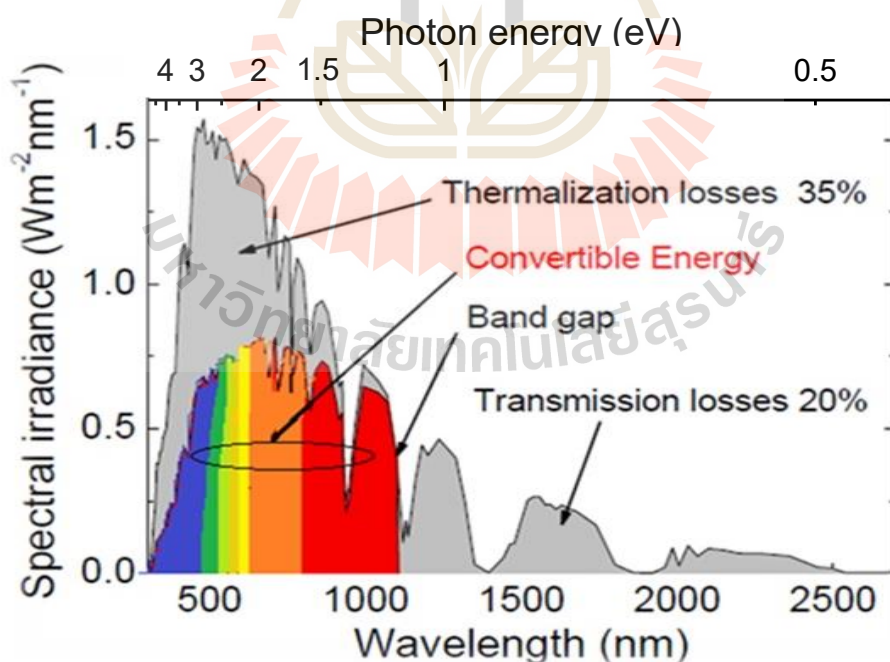 Photon energy (eV)
4 3 2 1.5 1 0.5
Spectral irradiance (Wm⁻²nm⁻¹)
1.5
Thermalization losses 35%
Convertible Energy
1.0
Band gap
มหาวิทยาลัยเทคโนโลยีสุรนารี
Transmission losses 20%
0.5
0.0
500 1000 1500 2000 2500
Wavelength (nm)